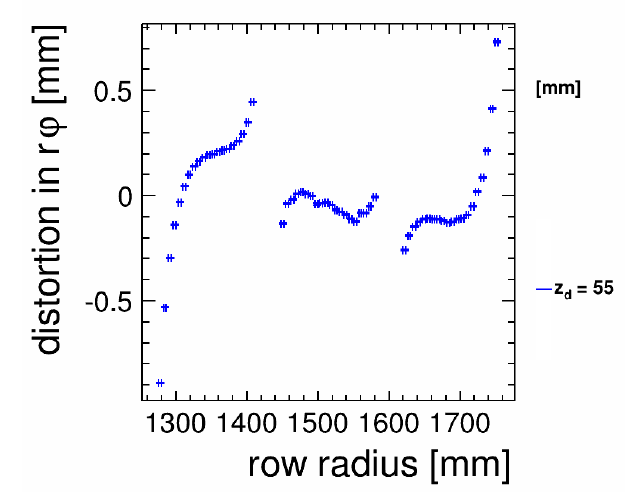 distortion in rφ [mm]
0.5
0
-0.5
1300 1400 1500 1600 1700
row radius [mm]
[mm]
z_d = 55